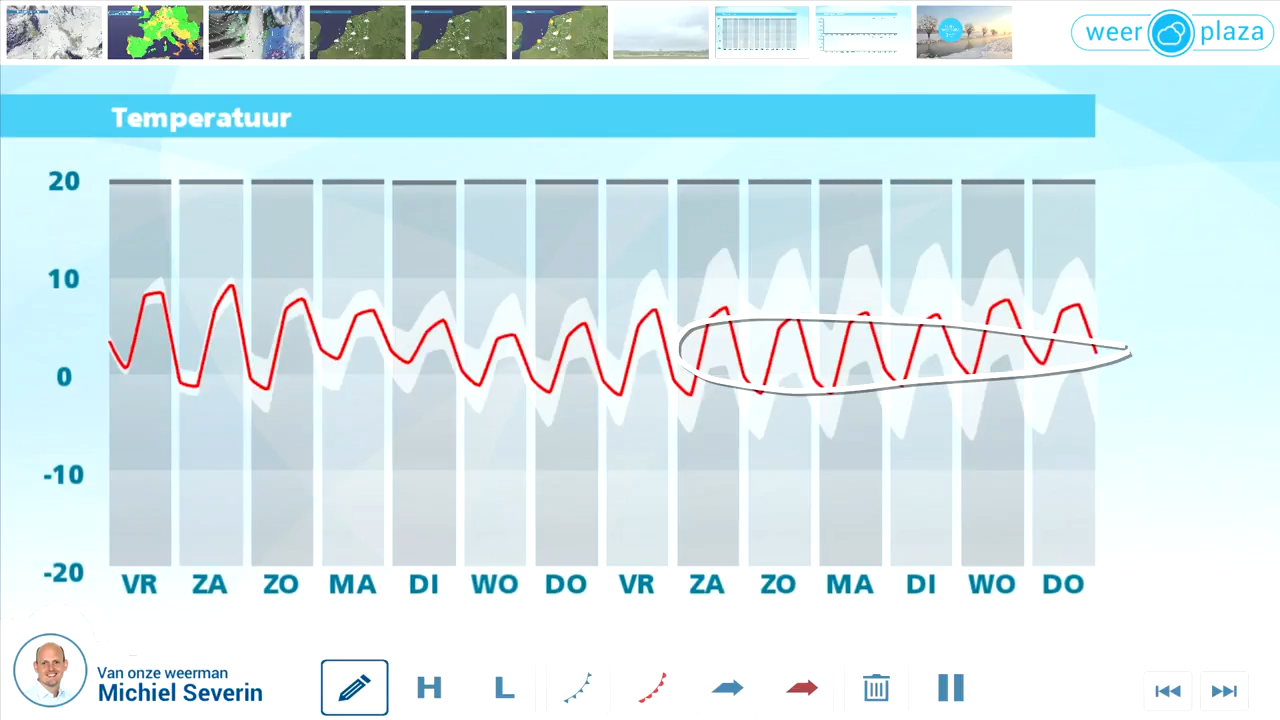 weer plaza
Temperatuur
20
10
0
-10
-20
VR ZA ZO MA DI WO DO VR ZA ZO MA DI WO DO
Van onze weerman
Michiel Severin
H L